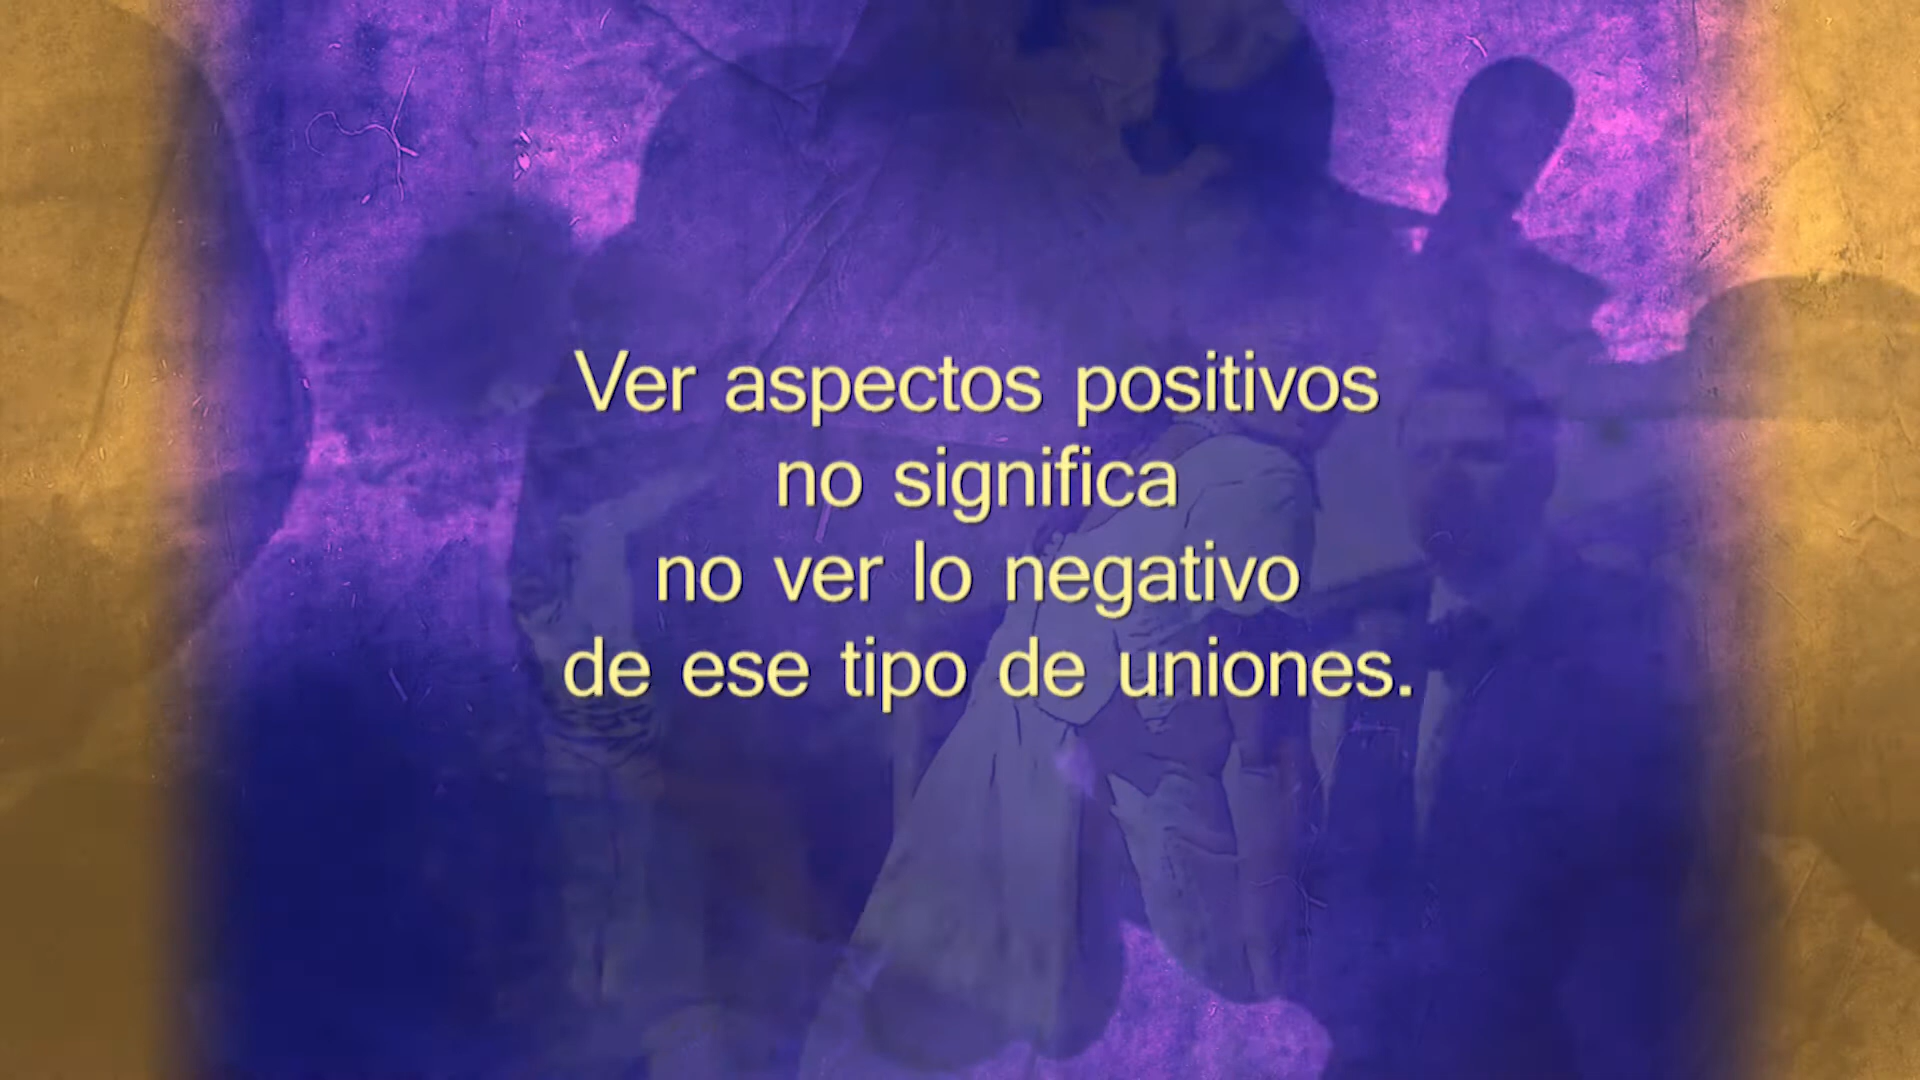 Ver aspectos positivos
no significa
no ver lo negativo
de ese tipo de uniones.